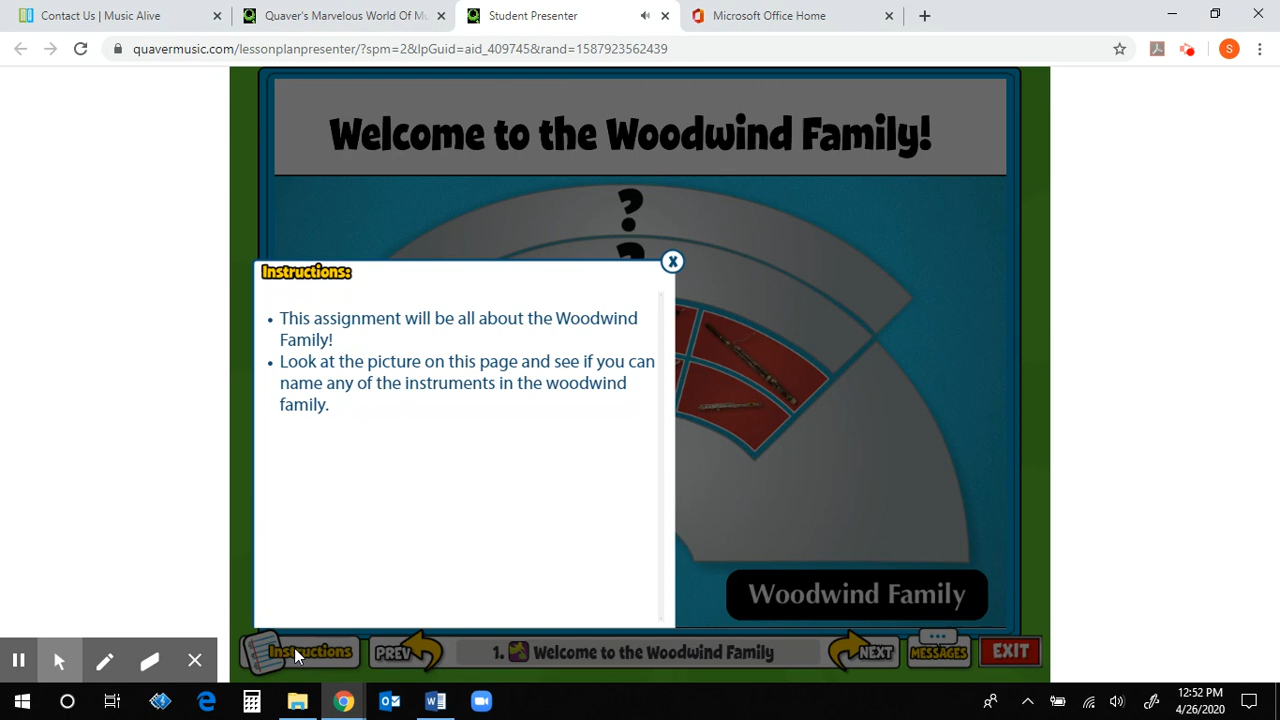 Contact Us | Music Alive
Quaver's Marvelous World Of Mu
Student Presenter
Microsoft Office Home
quavermusic.com/lessonplanpresenter/?spm=2&lpGuid=aid_409745&rand=1587923562439
S
Welcome to the Woodwind Family!
?
?
Instructions:
X
• This assignment will be all about the Woodwind
Family!
• Look at the picture on this page and see if you can
name any of the instruments in the woodwind
family.
Woodwind Family
Instructions
PREV
1. Welcome to the Woodwind Family
NEXT
MESSAGES
EXIT
12:52 PM
4/26/2020